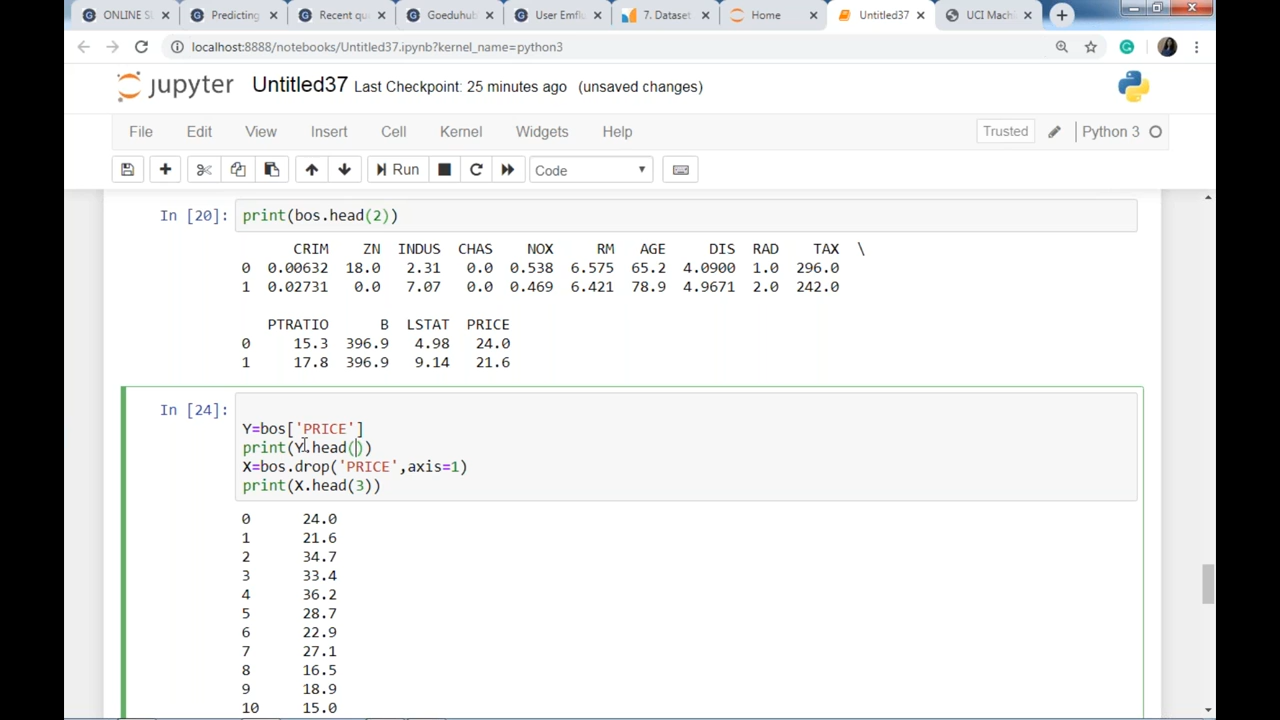 ONLINE SU
Predicting
Recent qu
Goeduhub
User Emflu
7. Dataset
Home
Untitled37
UCI Machi
localhost:8888/notebooks/Untitled37.ipynb?kernel_name=python3
jupyter Untitled37 Last Checkpoint: 25 minutes ago (unsaved changes)
File Edit View Insert Cell Kernel Widgets Help Trusted Python 3
Run Code
In [20]: print(bos.head(2))
CRIM ZN INDUS CHAS NOX RM AGE DIS RAD TAX \
0 0.00632 18.0 2.31 0.0 0.538 6.575 65.2 4.0900 1.0 296.0
1 0.02731 0.0 7.07 0.0 0.469 6.421 78.9 4.9671 2.0 242.0
PTRATIO B LSTAT PRICE
0 15.3 396.9 4.98 24.0
1 17.8 396.9 9.14 21.6
In [24]:
Y=bos['PRICE']
print(Y.head())
X=bos.drop('PRICE',axis=1)
print(X.head(3))
0 24.0
1 21.6
2 34.7
3 33.4
4 36.2
5 28.7
6 22.9
7 27.1
8 16.5
9 18.9
10 15.0